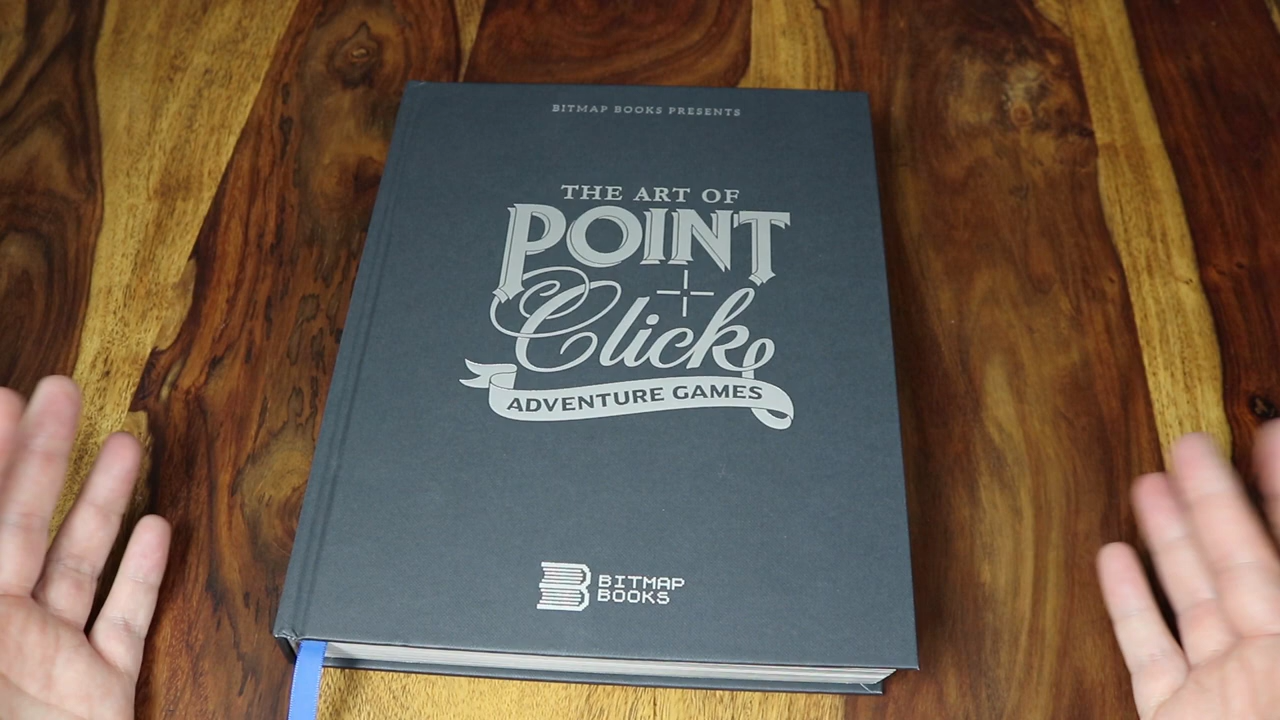 BITMAP BOOKS PRESENTS
THE ART OF
POINT
Click
ADVENTURE GAMES
BITMAP
BOOKS